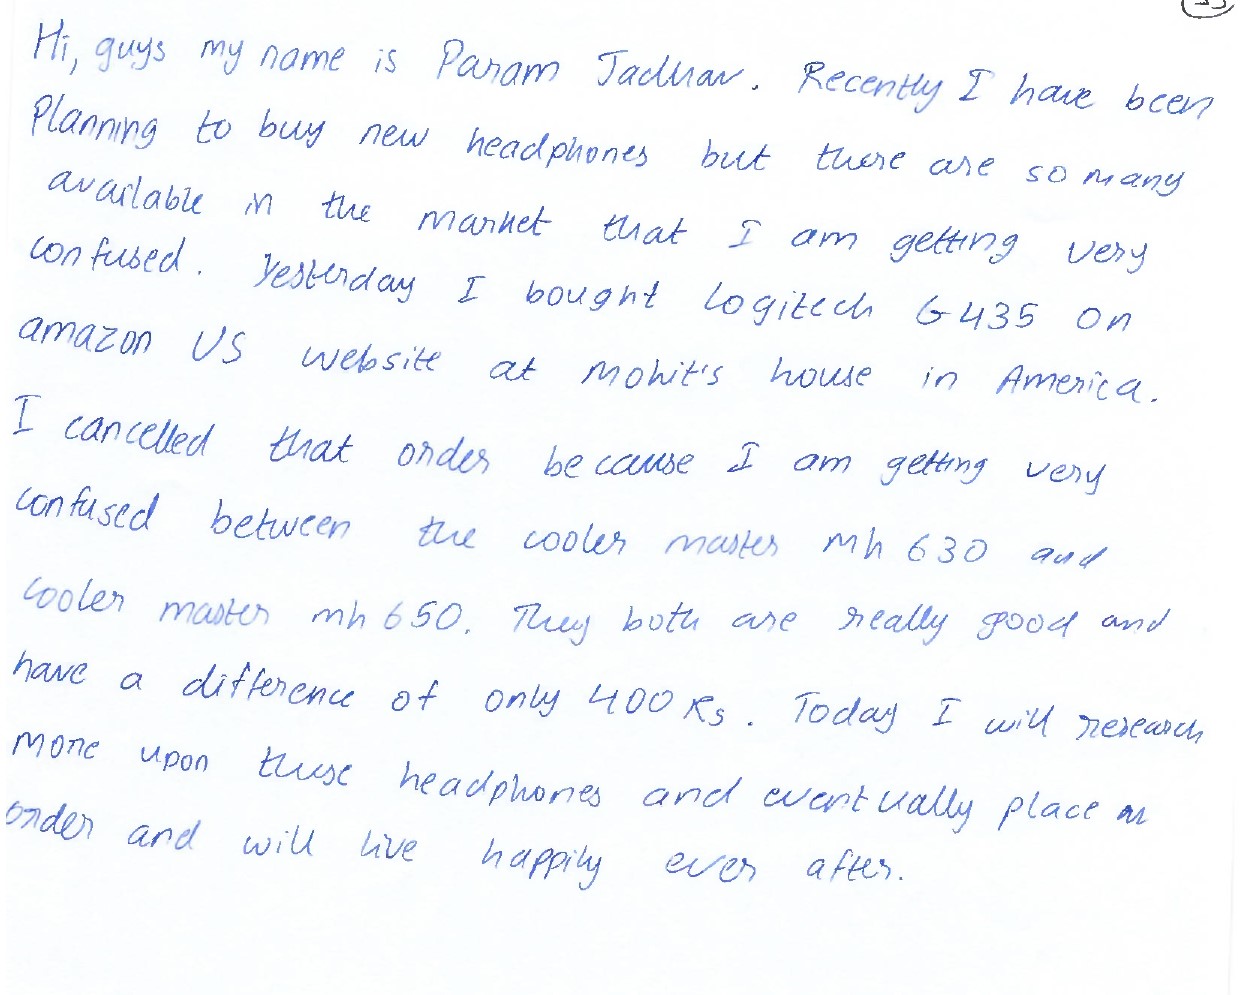 Hi, guys my name is Param Jadhav. Recently I have been
Planning to buy new headphones but there are so many
available in the market that I am getting very
confused. Yesterday I bought Logitech G435 on
amazon US website at Mohit's house in America.
I cancelled that order because I am getting very
confused between the cooler master mh 630 and
cooler master mh 650. They both are really good and
have a difference of only 400 Rs. Today I will research
more upon these headphones and eventually place an
order and will live happily ever after.